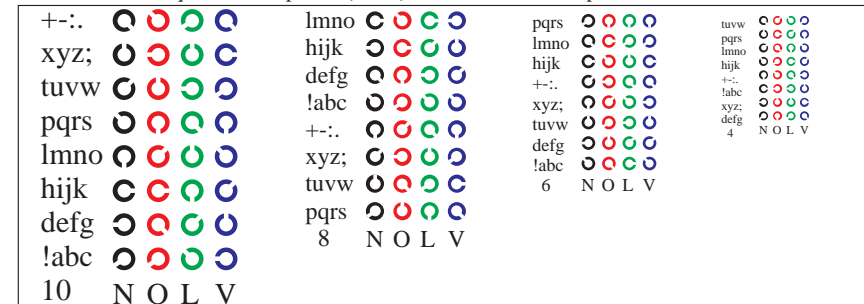 +-:.
xyz;
tuvw
pqrs
lmno
hijk
defg
!abc
10 N O L V
lmno
hijk
defg
!abc
+-:.
xyz;
tuvw
pqrs
8 N O L V
pqrs
lmno
hijk
+-:.
xyz;
tuvw
defg
!abc
6 N O L V
tuvw
pqrs
lmno
hijk
+-:.
!abc
xyz;
defg
4 N O L V